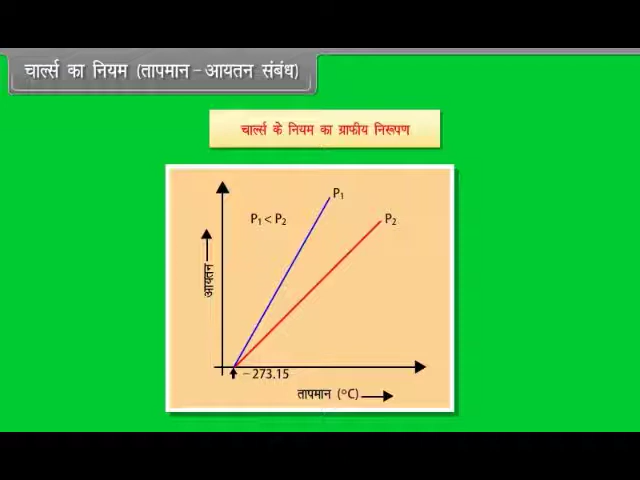 चार्ल्स का नियम (तापमान - आयतन संबंध)
चार्ल्स के नियम का ग्राफीय निरूपण
P₁
P₁ < P₂
P₂
आयतन
- 273.15
तापमान (°C)